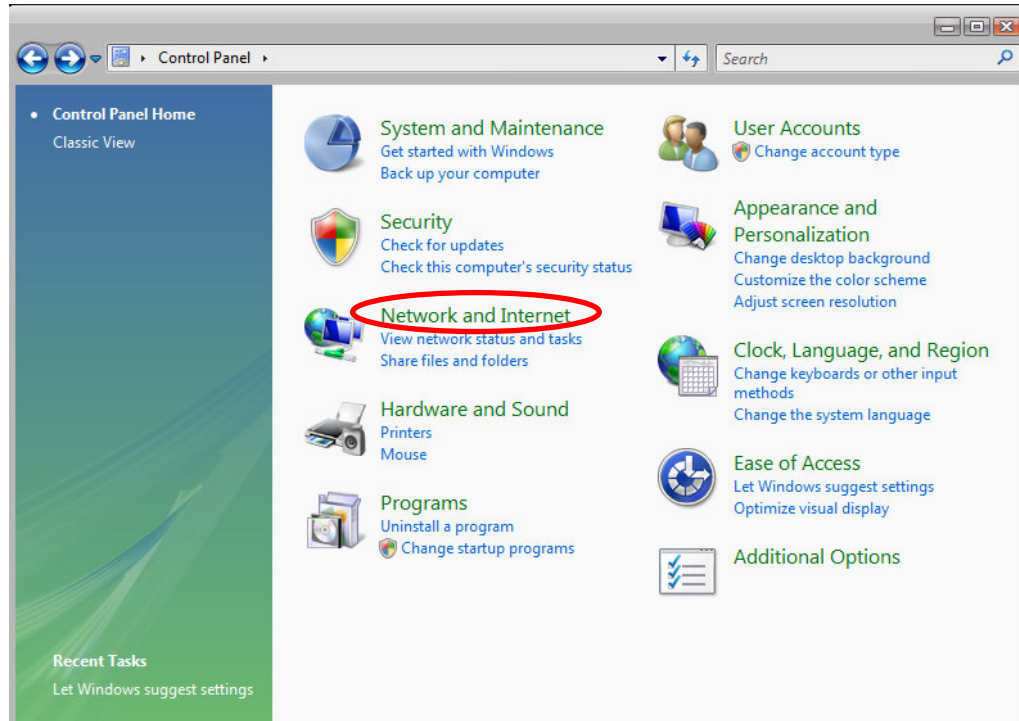 Control Panel
Search
Control Panel Home
Classic View
System and Maintenance
Get started with Windows
Back up your computer
Security
Check for updates
Check this computer's security status
Network and Internet
View network status and tasks
Share files and folders
Hardware and Sound
Printers
Mouse
Programs
Uninstall a program
Change startup programs
User Accounts
Change account type
Appearance and
Personalization
Change desktop background
Customize the color scheme
Adjust screen resolution
Clock, Language, and Region
Change keyboards or other input
methods
Change the system language
Ease of Access
Let Windows suggest settings
Optimize visual display
Additional Options
Recent Tasks
Let Windows suggest settings